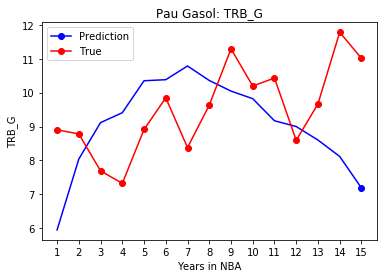 Pau Gasol: TRB_G
Prediction
True
TRB_G
12
11
10
9
8
7
6
1 2 3 4 5 6 7 8 9 10 11 12 13 14 15
Years in NBA